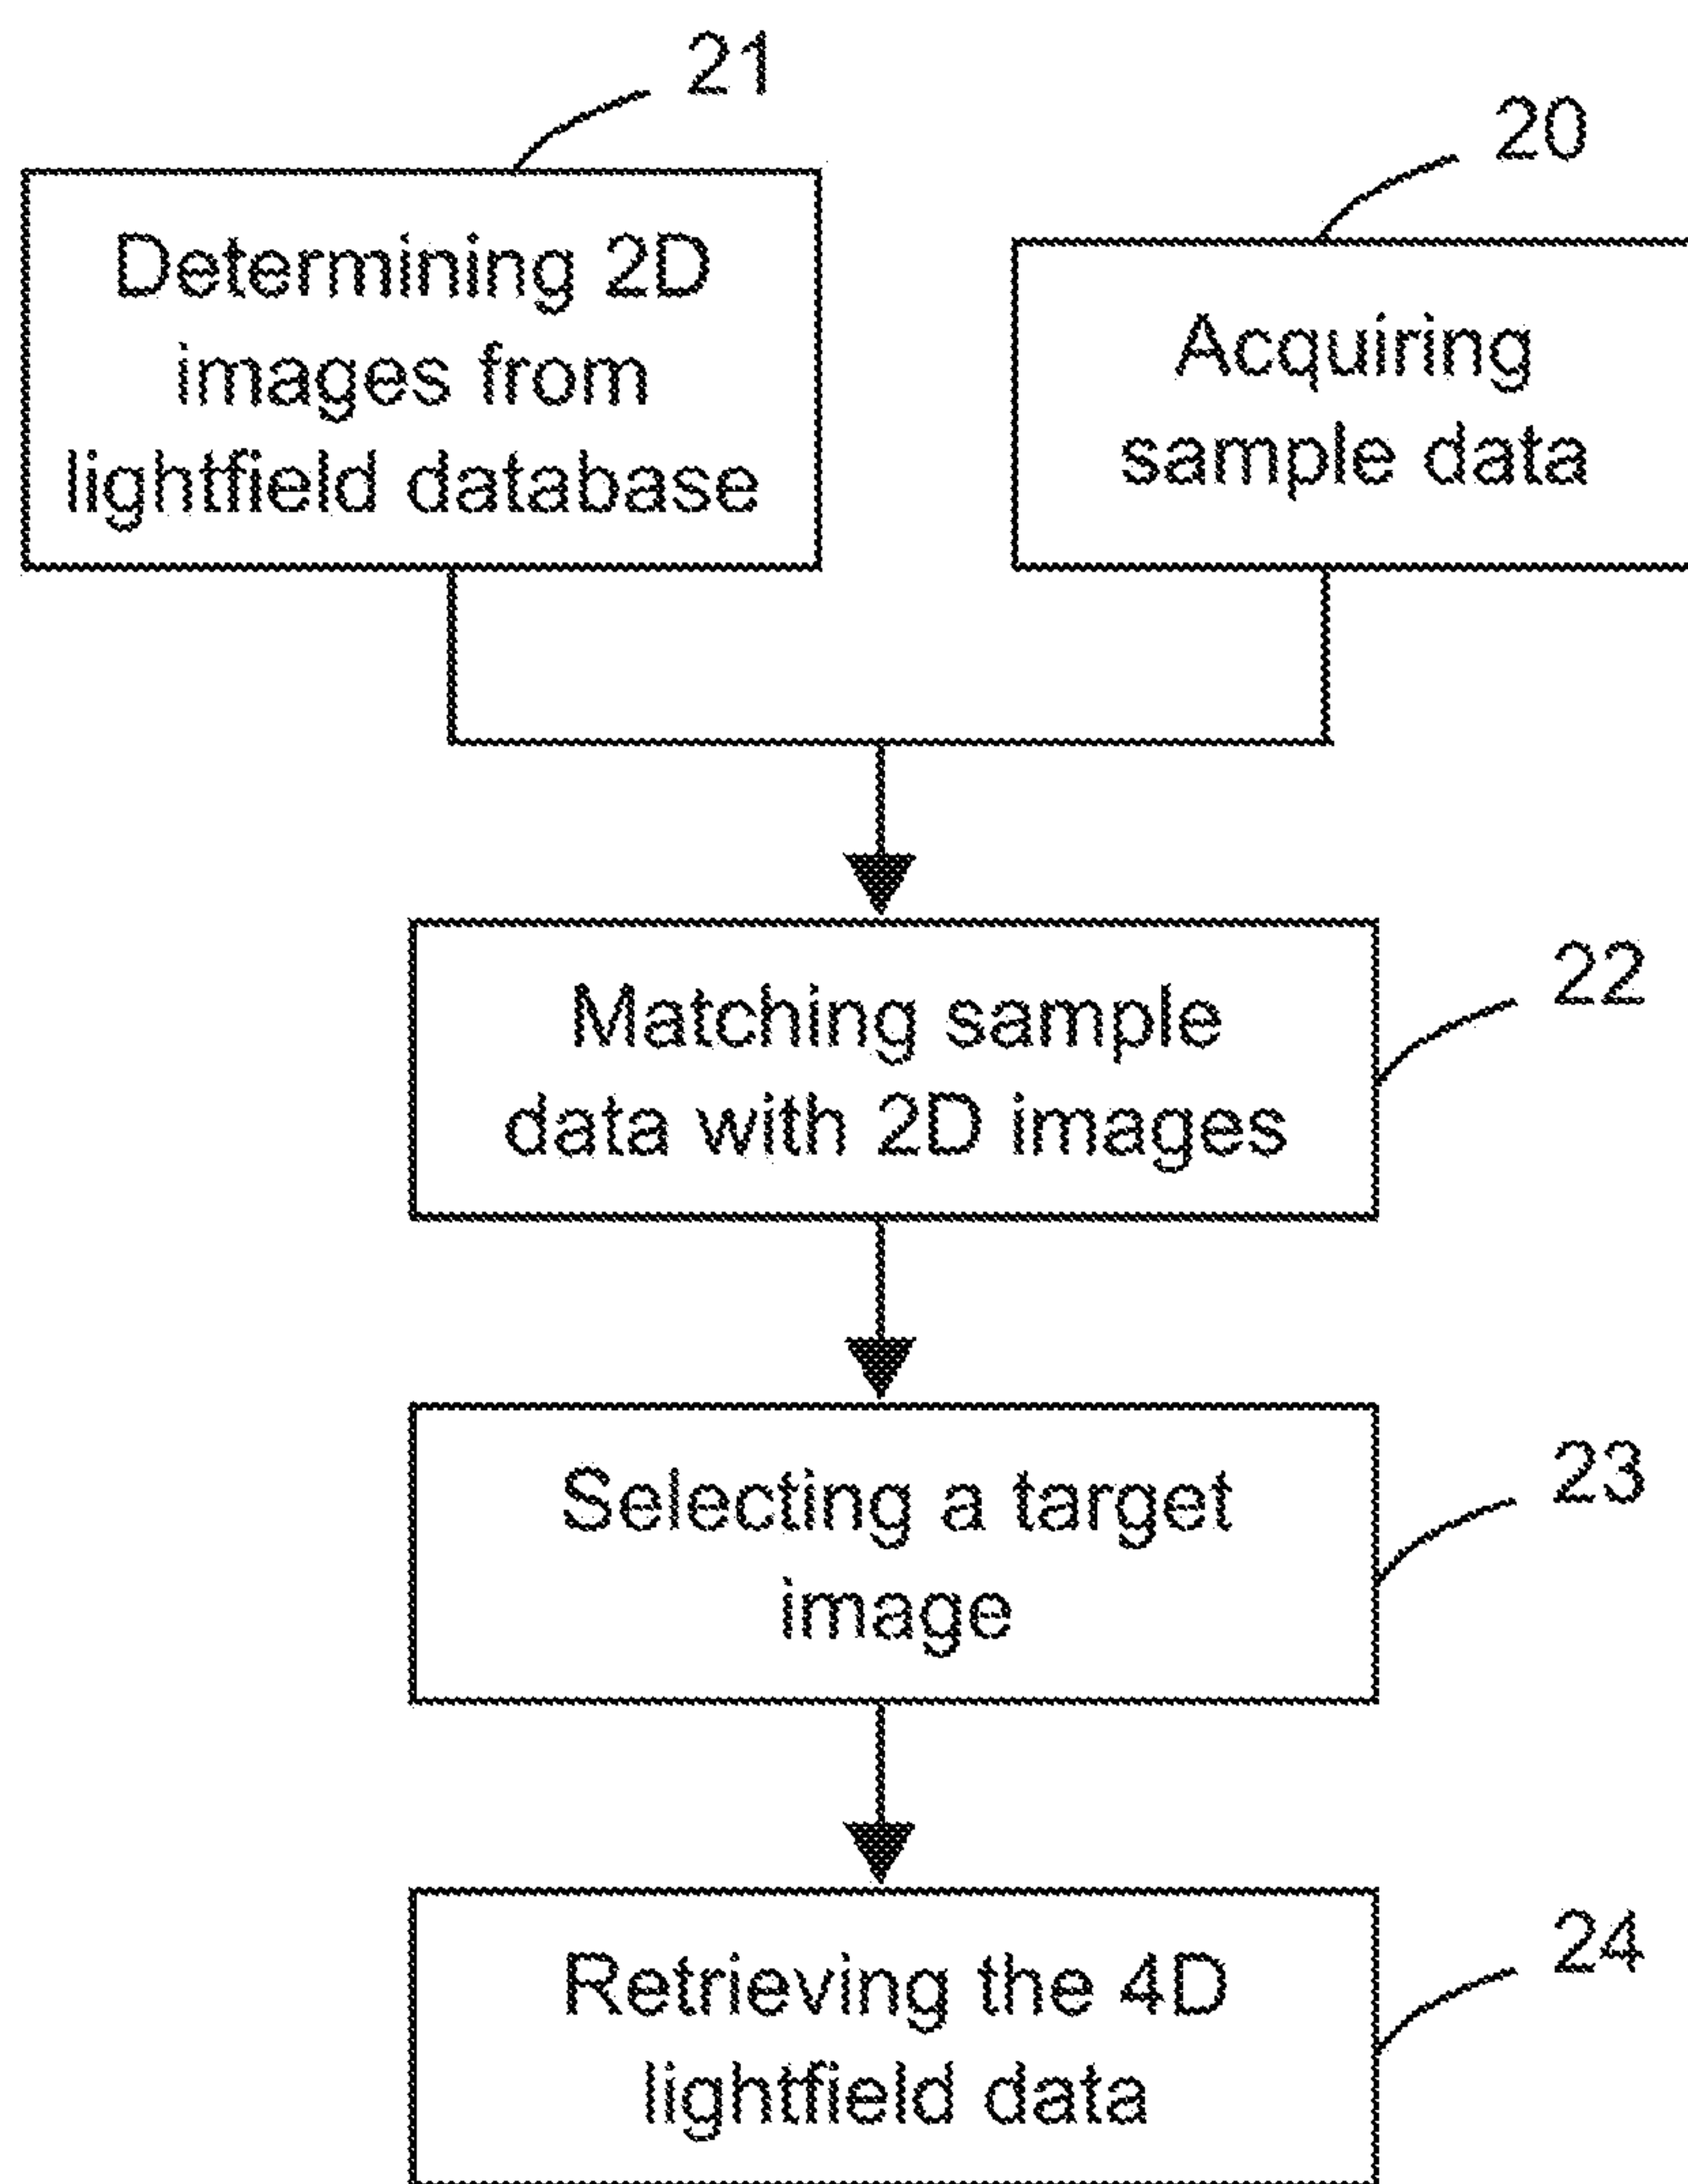 21
Determining 2D
images from
lightfield database
20
Acquiring
sample data
22
Matching sample
data with 2D images
23
Selecting a target
image
24
Retrieving the 4D
lightfield data